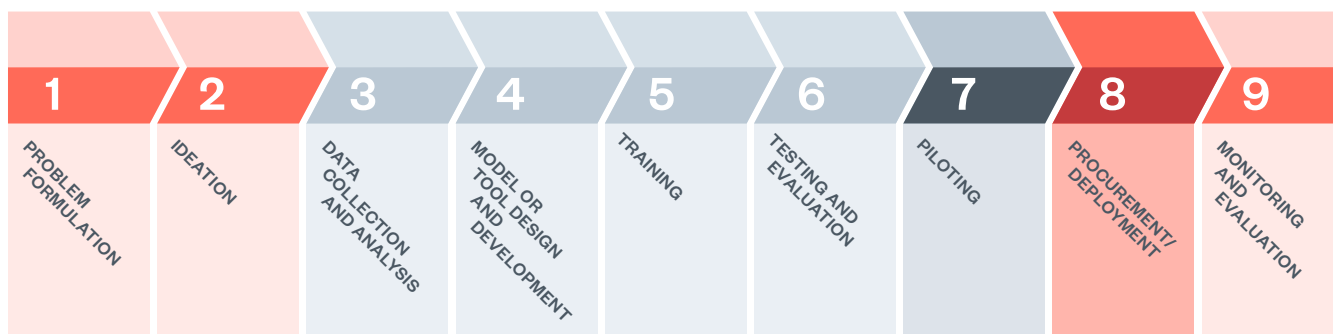 1
PROBLEM
FORMULATION
2
IDEATION
3
DATA
COLLECTION
AND ANALYSIS
4
MODEL OR
TOOL DESIGN
AND
DEVELOPMENT
5
TRAINING
6
TESTING AND
EVALUATION
7
PILOTING
8
PROCUREMENT/
DEPLOYMENT
9
MONITORING
AND
EVALUATION